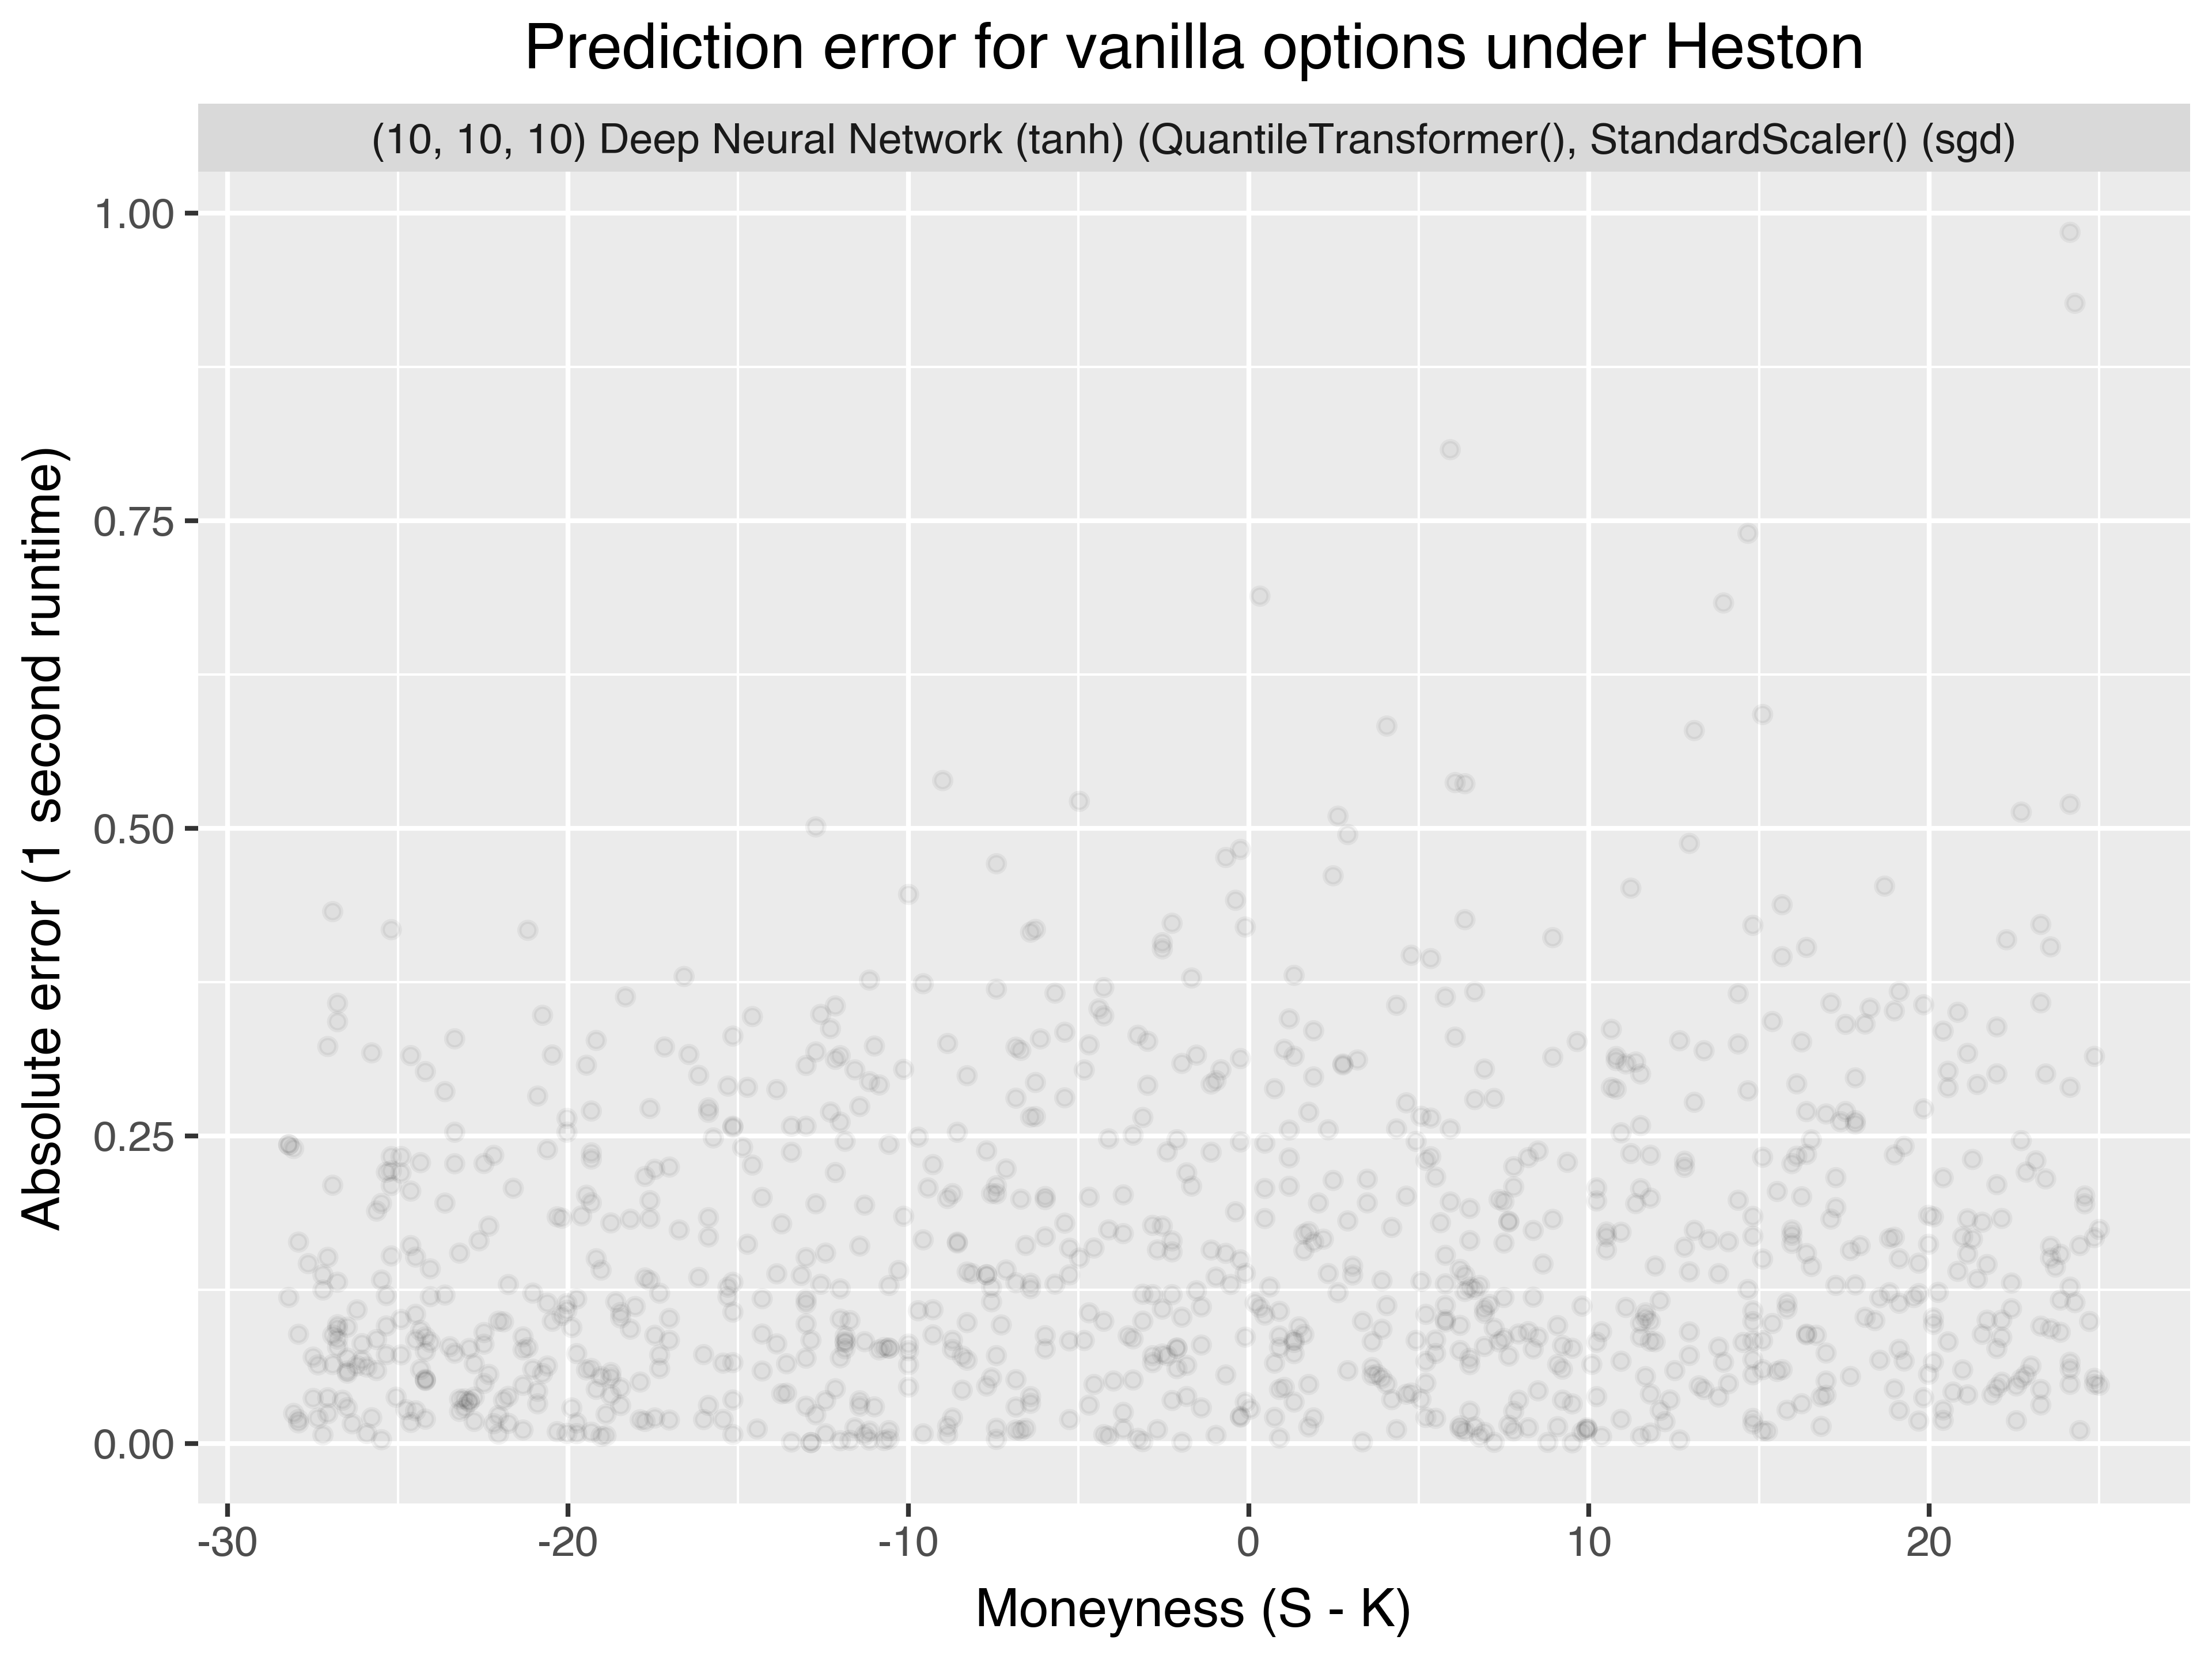 Prediction error for vanilla options under Heston
(10, 10, 10) Deep Neural Network (tanh) (QuantileTransformer(), StandardScaler() (sgd)
Absolute error (1 second runtime)
1.00
0.75
0.50
0.25
0.00
-30 -20 -10 0 10 20
Moneyness (S - K)